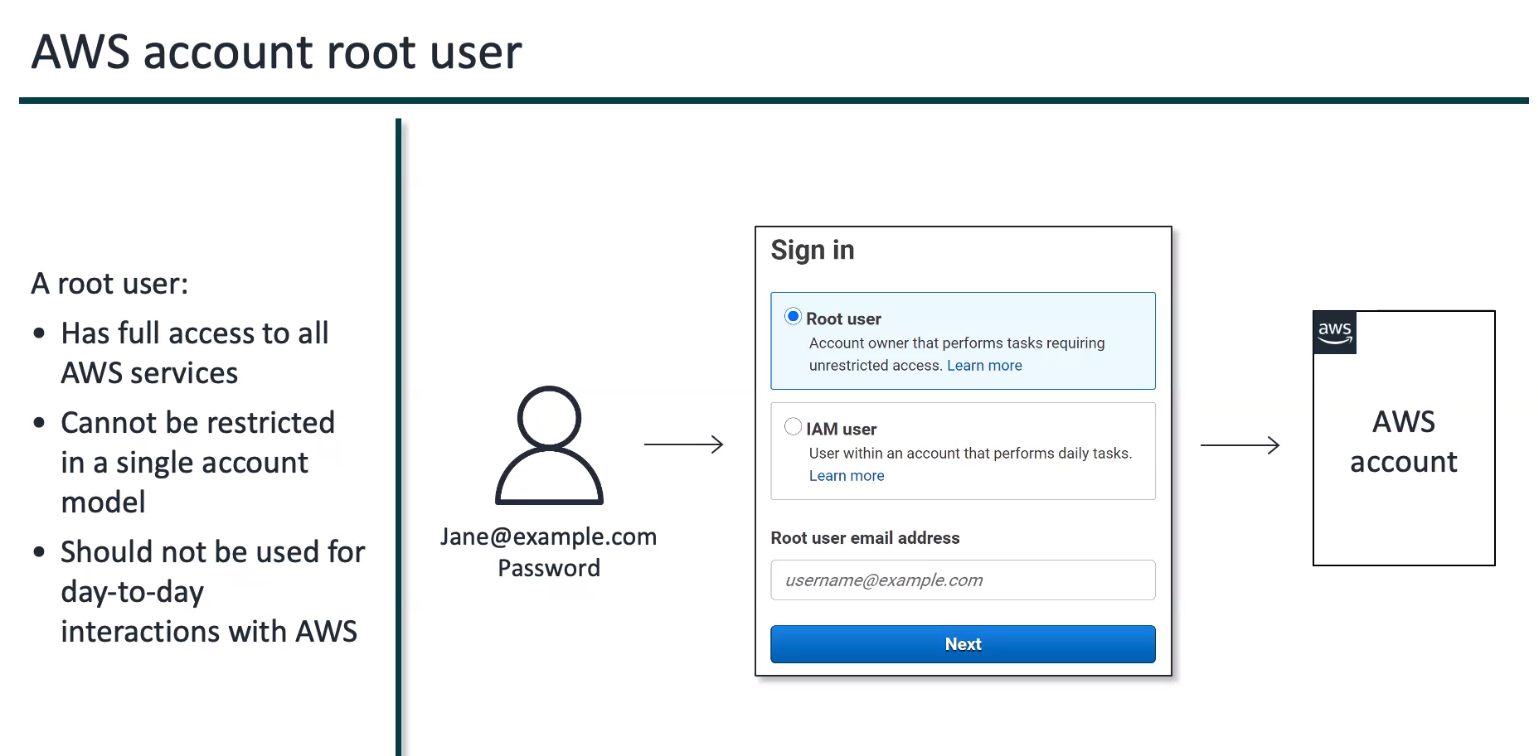 AWS account root user
A root user:
• Has full access to all
AWS services
• Cannot be restricted
in a single account
model
• Should not be used for
day-to-day
interactions with AWS
Jane@example.com
Password
Sign in
Root user
Account owner that performs tasks requiring
unrestricted access. Learn more
IAM user
User within an account that performs daily tasks.
Learn more
Root user email address
username@example.com
Next
aws
AWS
account